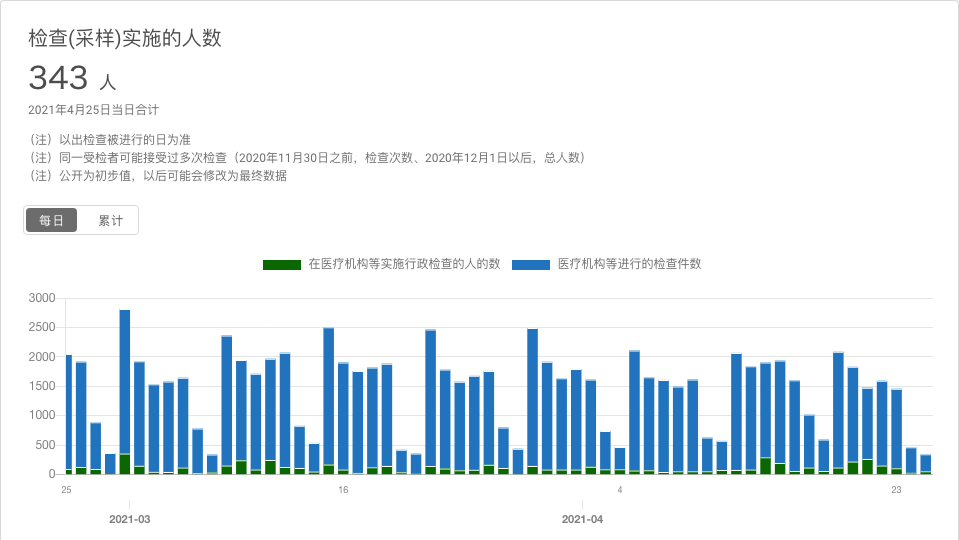 检查(采样)实施的人数
343 人
2021年4月25日当日合计
（注）以出检查被进行的日为准
（注）同一受检者可能接受过多次检查（2020年11月30日之前，检查次数、2020年12月1日以后，总人数）
（注）公开为初步值，以后可能会修改为最终数据
每日 累计
在医疗机构等实施行政检查的人的数 医疗机构等进行的检查件数
3000
2500
2000
1500
1000
500
0
25 16 4 23
2021-03 2021-04